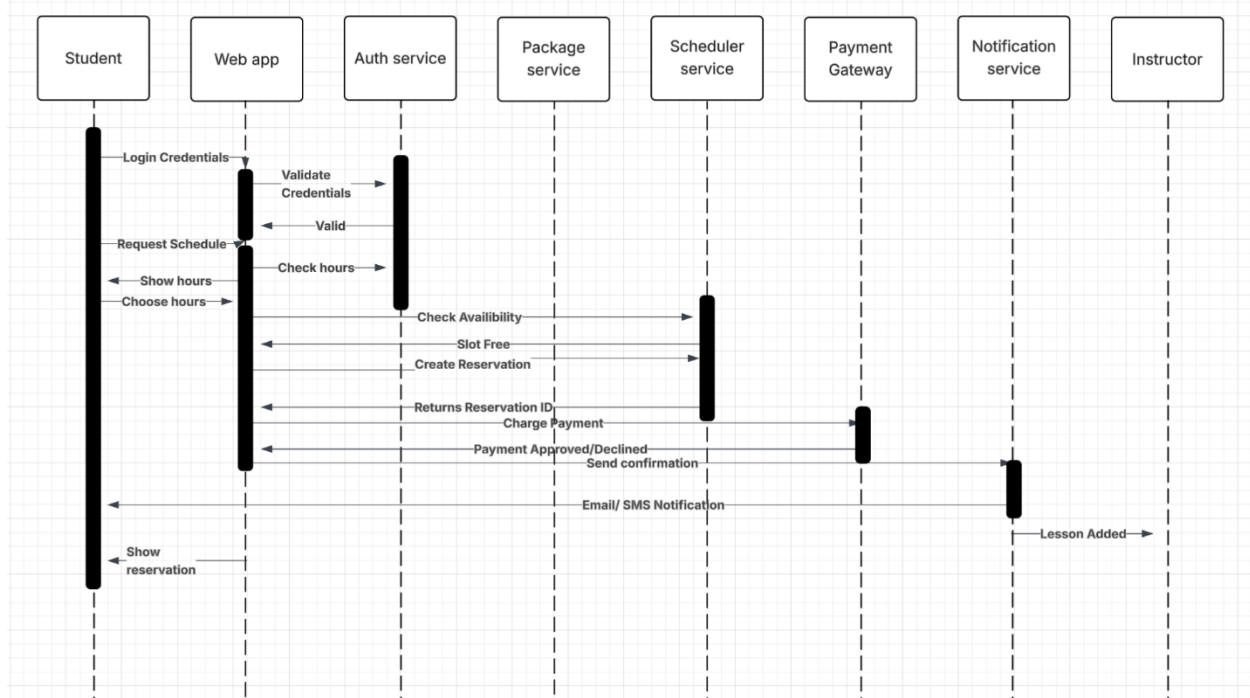 Student
Web app
Auth service
Package
service
Scheduler
service
Payment
Gateway
Notification
service
Instructor
Login Credentials
Validate
Credentials
Valid
Request Schedule
Check hours
Show hours
Choose hours
Check Availibility
Slot Free
Create Reservation
Returns Reservation ID
Charge Payment
Payment Approved/Declined
Send confirmation
Email/ SMS Notification
Lesson Added
Show
reservation